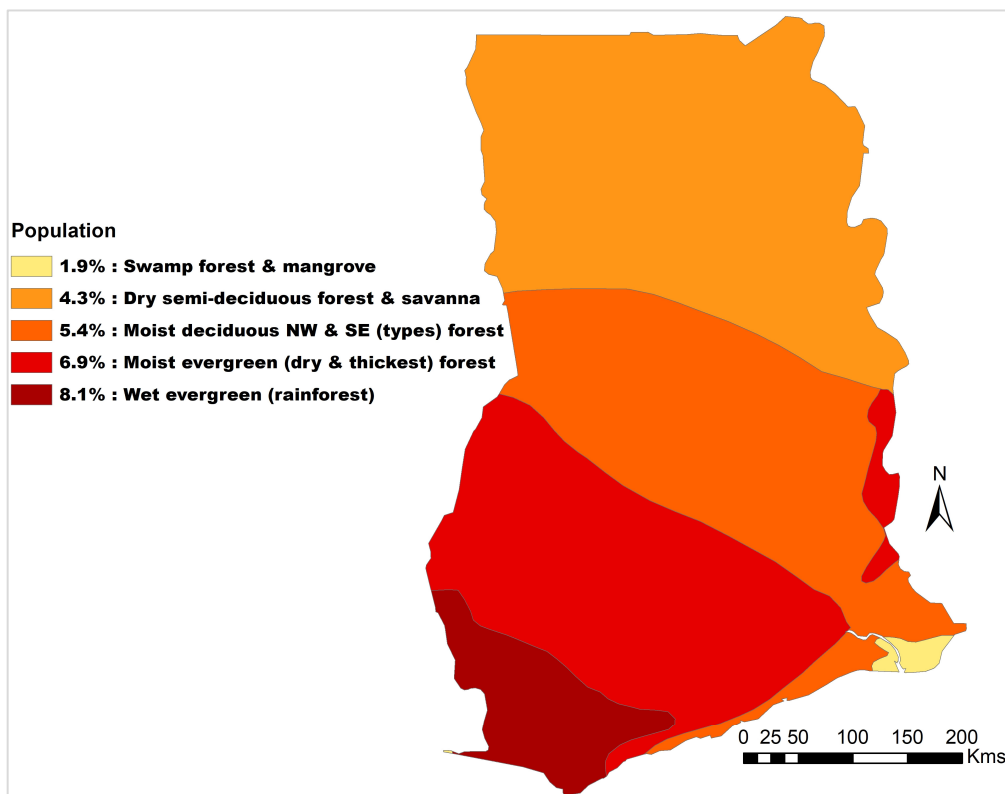 Population
1.9% : Swamp forest & mangrove
4.3% : Dry semi-deciduous forest & savanna
5.4% : Moist deciduous NW & SE (types) forest
6.9% : Moist evergreen (dry & thickest) forest
8.1% : Wet evergreen (rainforest)
N
0 25 50 100 150 200
Kms